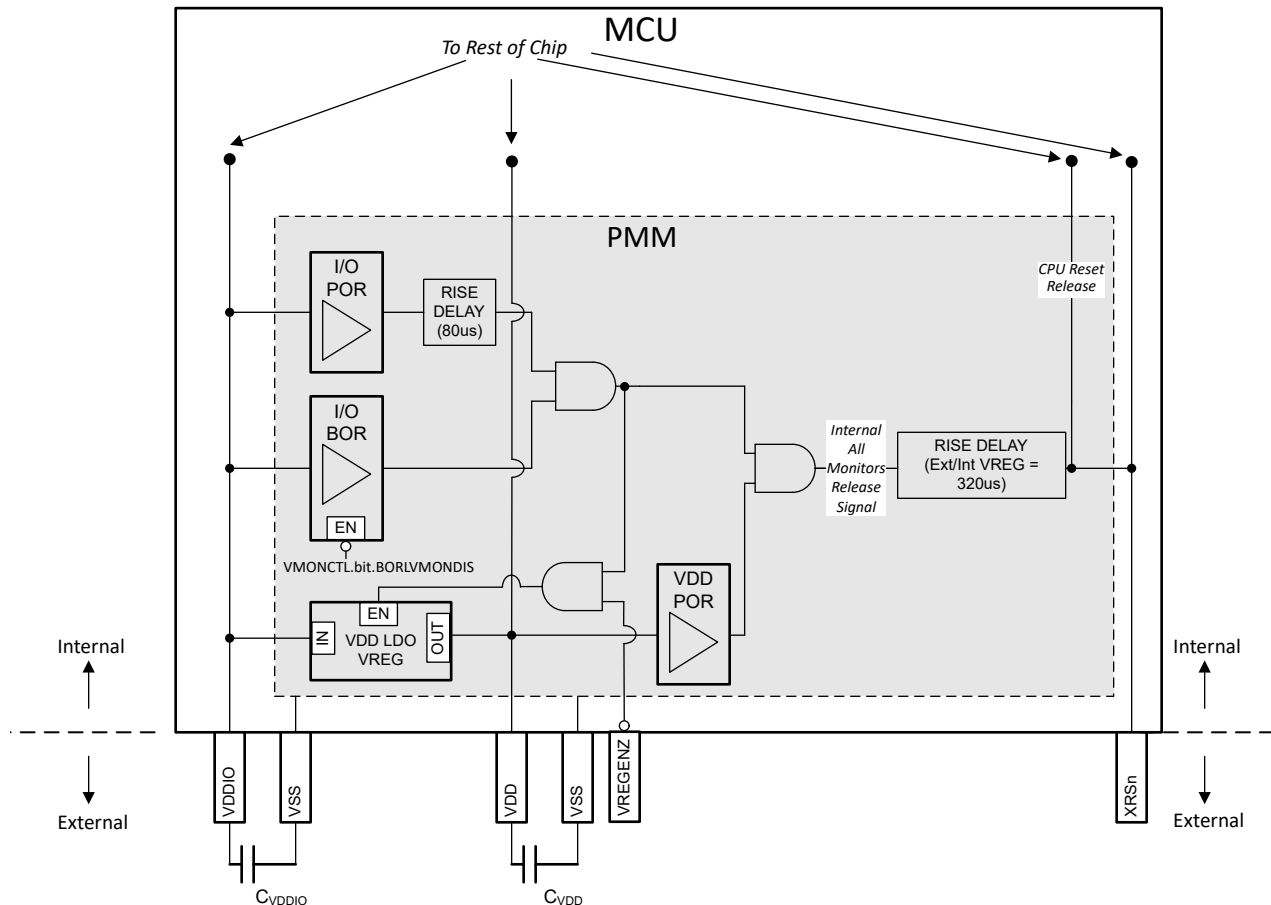 MCU
To Rest of Chip
PMM
I/O
POR
RISE
DELAY
(80us)
CPU Reset
Release
I/O
BOR
EN
VMONCTL.bit.BORLVMONDIS
Internal
All
Monitors
Release
Signal
RISE DELAY
(Ext/Int VREG =
320us)
EN
IN
VDD LDO
VREG
OUT
VDD
POR
Internal
External
Internal
External
VDDIO
VSS
VDD
VSS
VREGENZ
XRSn
CVDDIO
CVDD